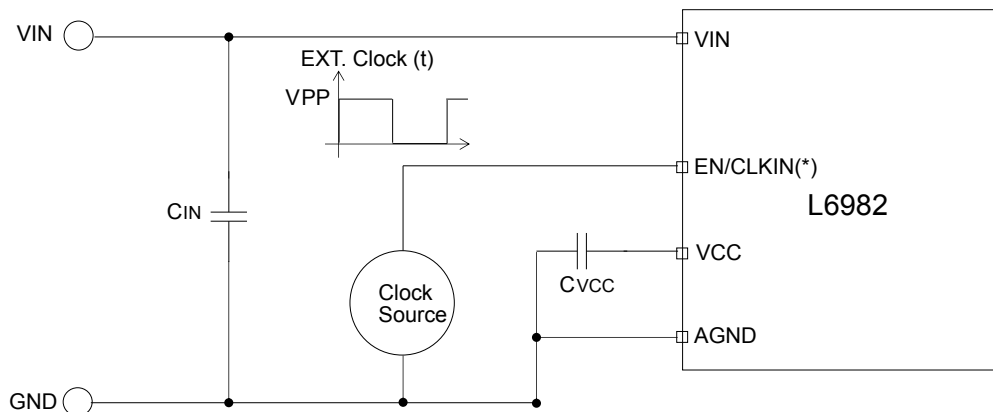 VIN
VIN
EXT. Clock (t)
VPP
EN/CLKIN(*)
L6982
CIN
VCC
CVCC
Clock
Source
AGND
GND